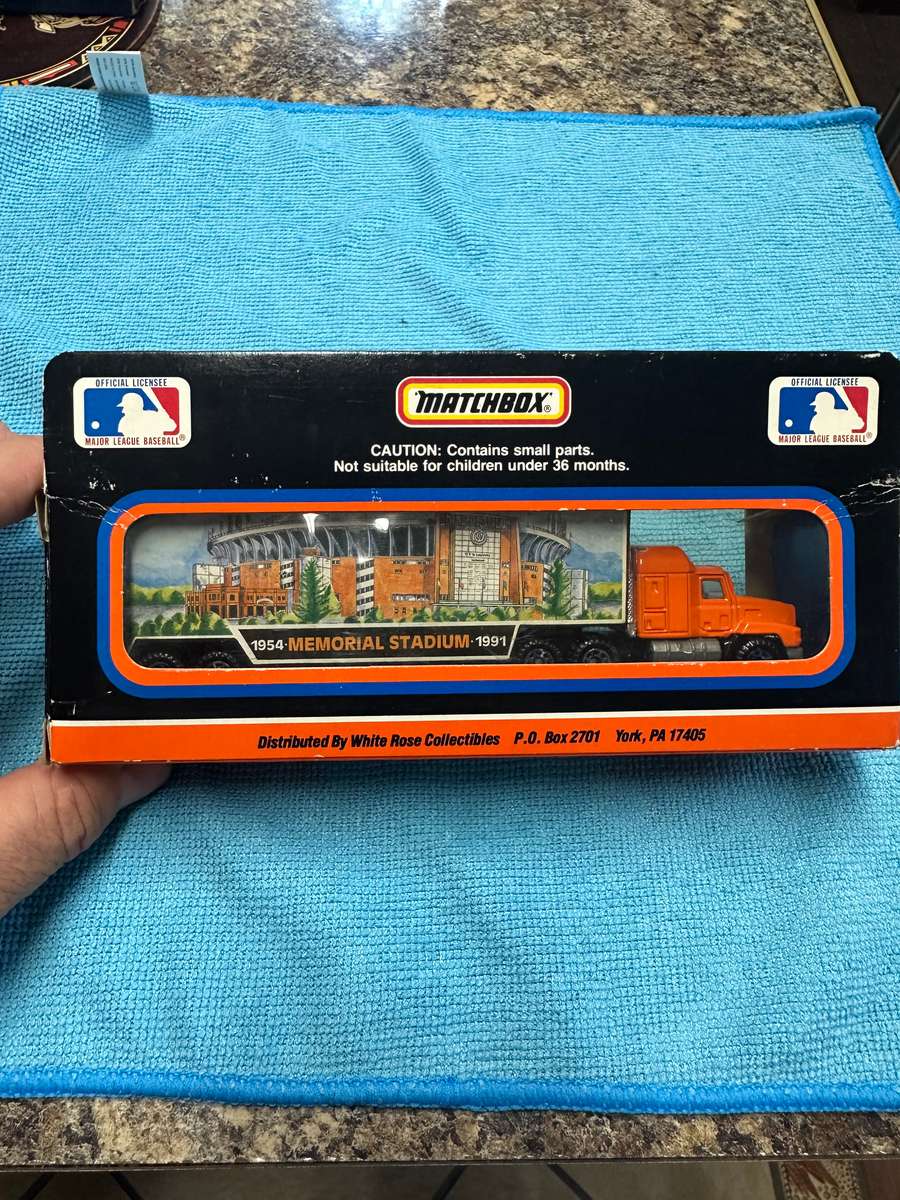 OFFICIAL LICENSEE
MAJOR LEAGUE BASEBALL®
MATCHBOX®
OFFICIAL LICENSEE
MAJOR LEAGUE BASEBALL®
CAUTION: Contains small parts.
Not suitable for children under 36 months.
1954·MEMORIAL STADIUM·1991
Distributed By White Rose Collectibles P.O. Box 2701 York, PA 17405